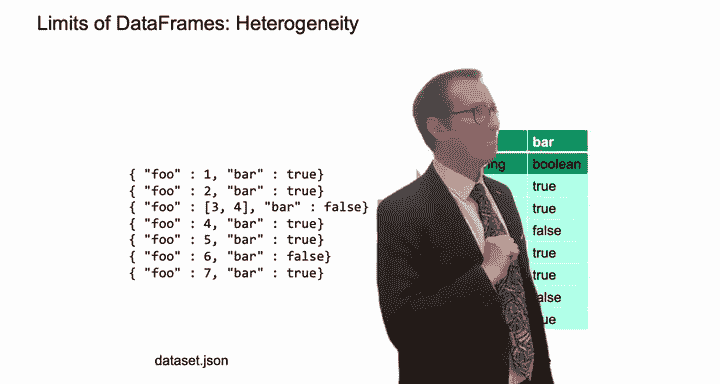 Limits of DataFrames: Heterogeneity
{ "foo" : 1, "bar" : true}
{ "foo" : 2, "bar" : true}
{ "foo" : [3, 4], "bar" : false}
{ "foo" : 4, "bar" : true}
{ "foo" : 5, "bar" : true}
{ "foo" : 6, "bar" : false}
{ "foo" : 7, "bar" : true}
dataset.json
bar
boolean
true
true
false
true
true